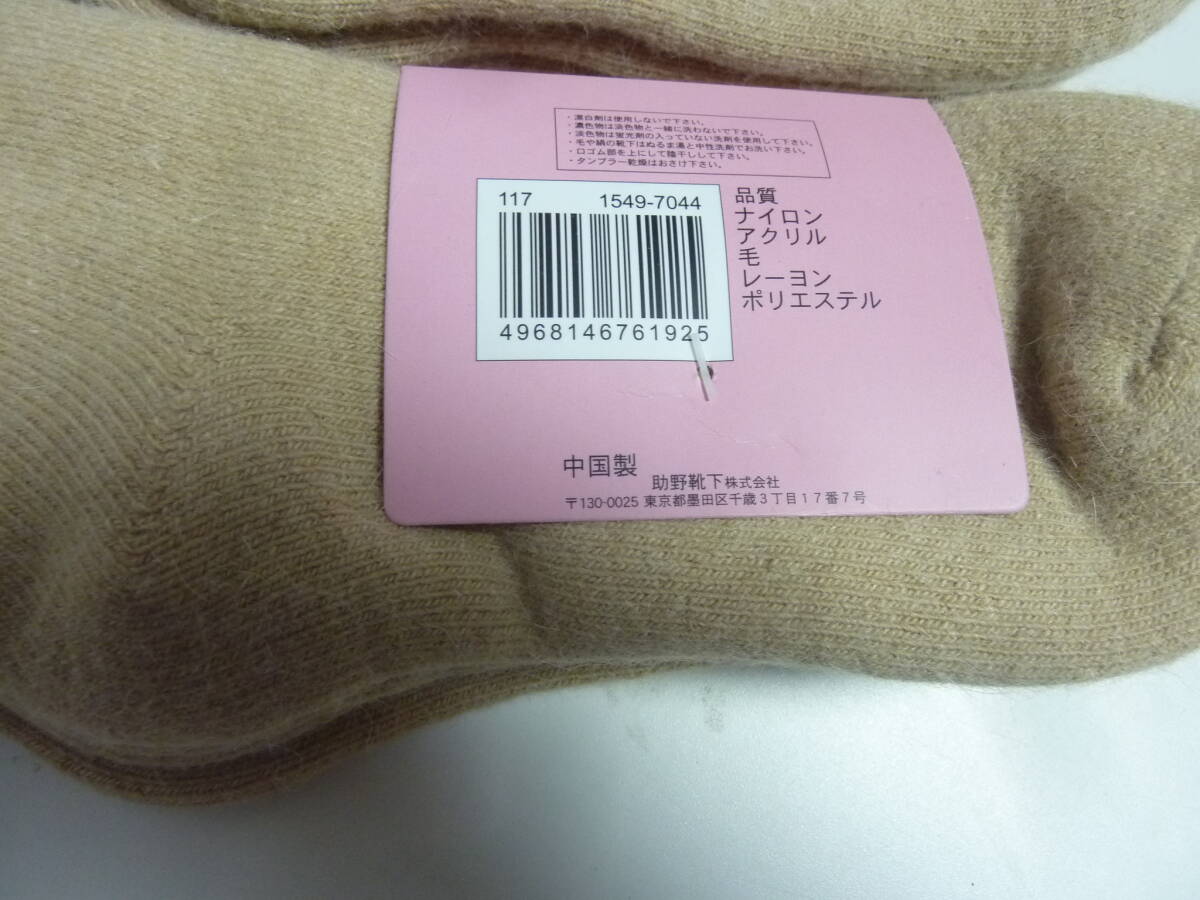 ・漂白剤は使用しないで下さい。
・濃色物は淡色物と一緒に洗わないで下さい。
・淡色物は蛍光剤の入っていない洗剤を使用して下さい。
・毛や絹の靴下はぬるま湯と中性洗剤でお洗い下さい。
・口ゴム部を上にして陰干しして下さい。
・タンブラー乾燥はおさけ下さい。
117 1549-7044
4968146761925
品質
ナイロン
アクリル
毛
レーヨン
ポリエステル
中国製
助野靴下株式会社
〒130-0025 東京都墨田区千歳3丁目17番7号